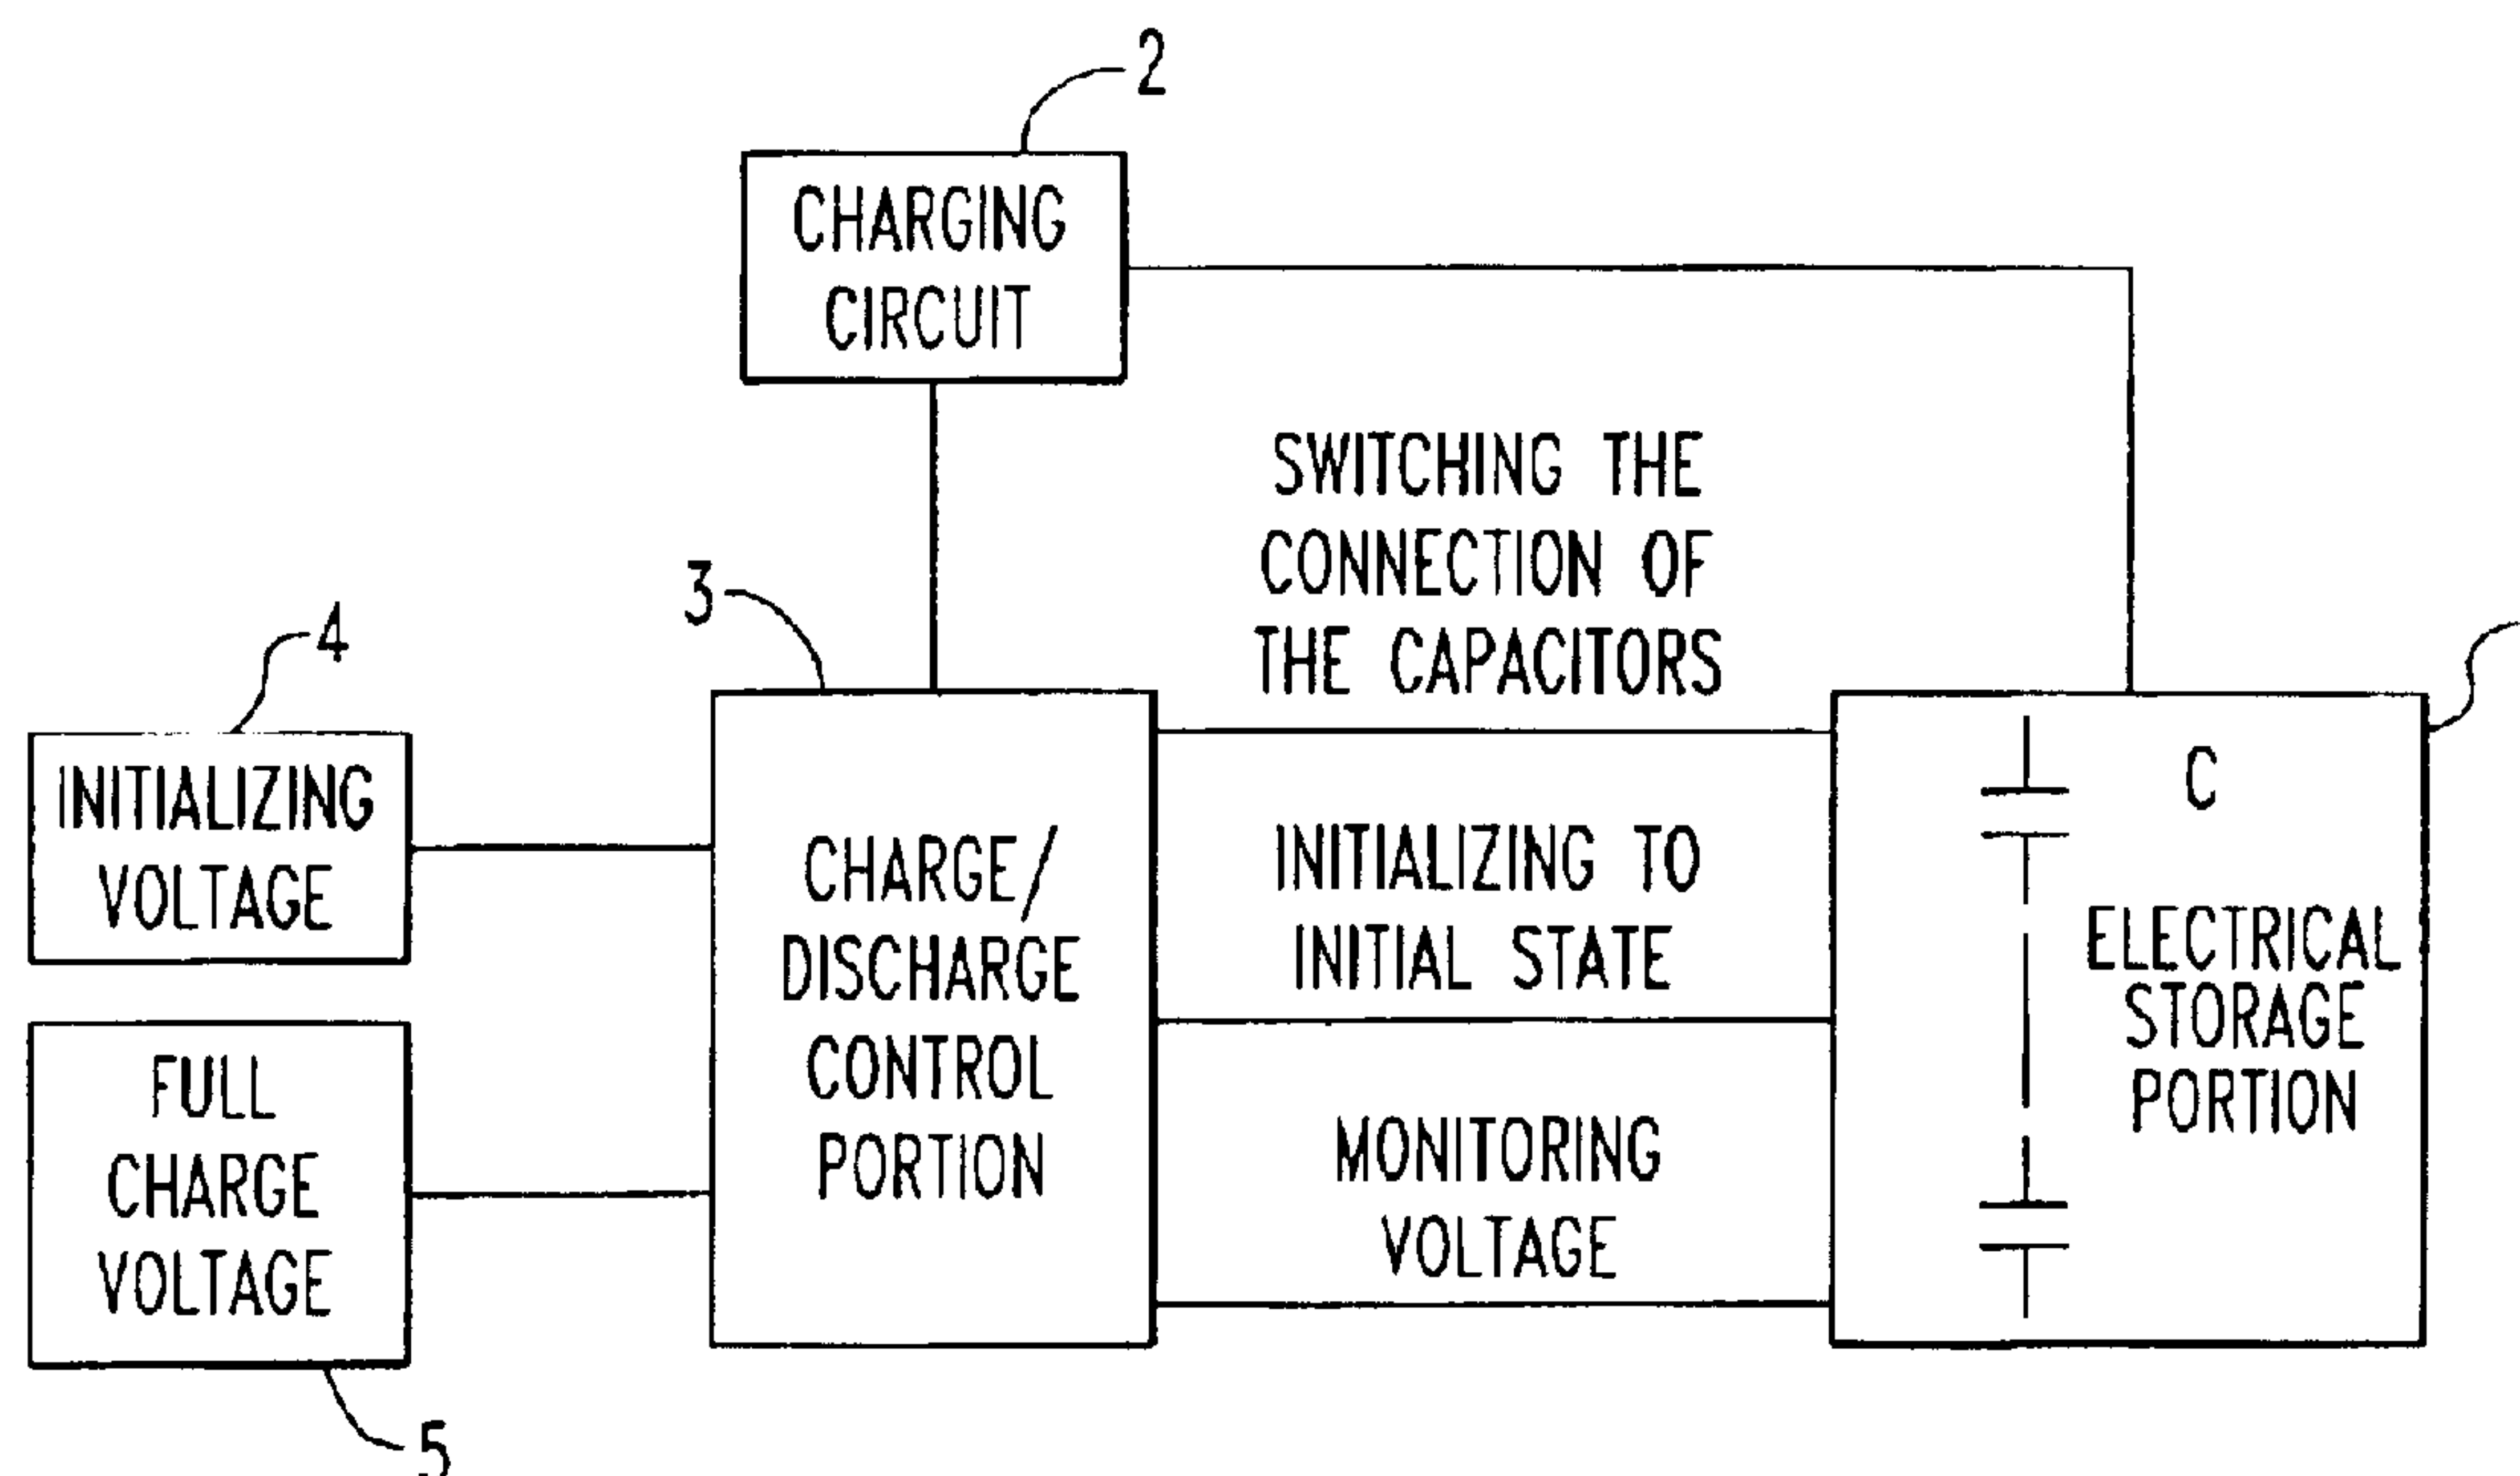 2
CHARGING
CIRCUIT
SWITCHING THE
CONNECTION OF
THE CAPACITORS
3
4
INITIALIZING
VOLTAGE
CHARGE/
DISCHARGE
CONTROL
PORTION
INITIALIZING TO
INITIAL STATE
C
ELECTRICAL
STORAGE
PORTION
FULL
CHARGE
VOLTAGE
MONITORING
VOLTAGE
5